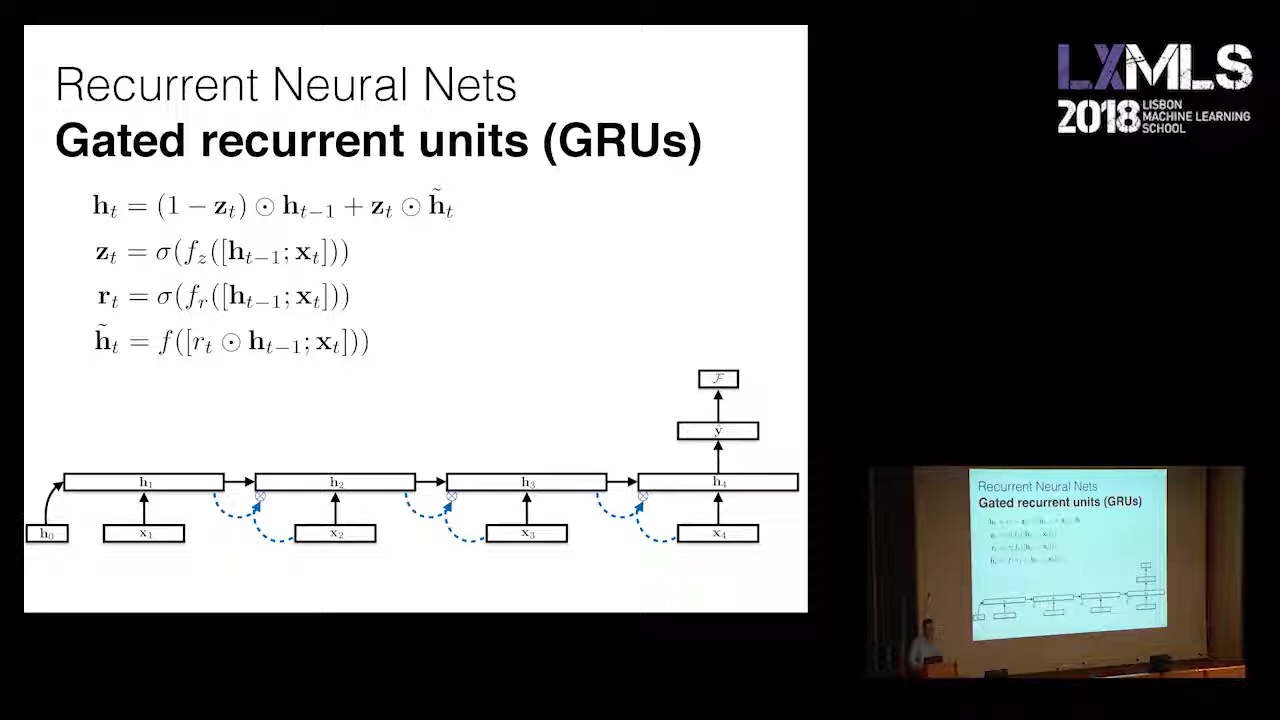 Recurrent Neural Nets
Gated recurrent units (GRUs)
h_t = (1 − z_t) ⊙ h_{t−1} + z_t ⊙ h̃_t
z_t = σ(f_z([h_{t−1}; x_t]))
r_t = σ(f_r([h_{t−1}; x_t]))
h̃_t = f([r_t ⊙ h_{t−1}; x_t]))
F
ŷ
h_1 h_2 h_3 h_4
h_0 x_1 x_2 x_3 x_4
LXMLS
2018 LISBON
MACHINE LEARNING
SCHOOL
Recurrent Neural Nets
Gated recurrent units (GRUs)